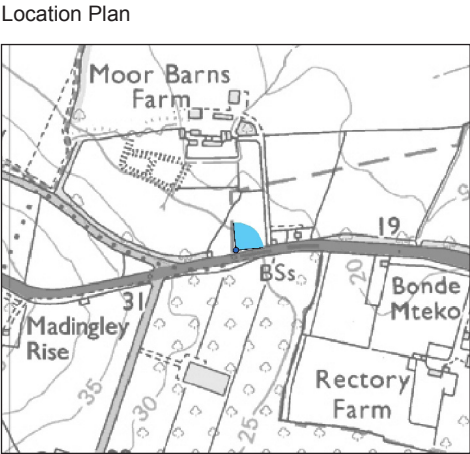 Location Plan
Moor Barns
Farm
19
BSs
20
31
Bonde
Mteko
Madingley
Rise
35
30
25
Rectory
Farm